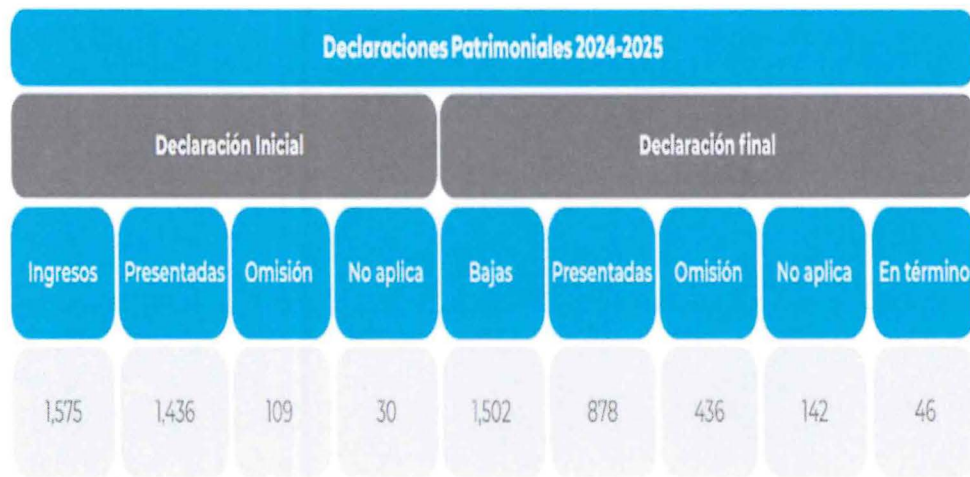 Declaraciones Patrimoniales 2024-2025
Declaración Inicial Declaración final
Ingresos Presentadas Omisión No aplica Bajas Presentadas Omisión No aplica En término
1,575 1,436 109 30 1,502 878 436 142 46